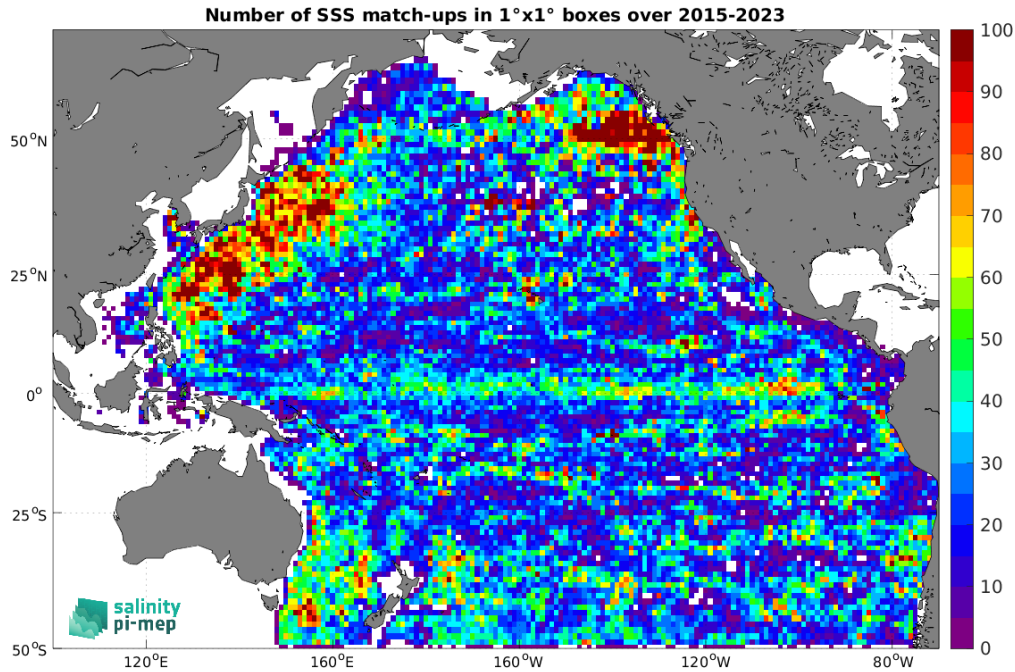 Number of SSS match-ups in 1°x1° boxes over 2015-2023
100
90
80
70
60
50
40
30
20
10
0
50°N
25°N
0°
25°S
50°S
120°E
160°E
160°W
120°W
80°W
salinity
pi-mep